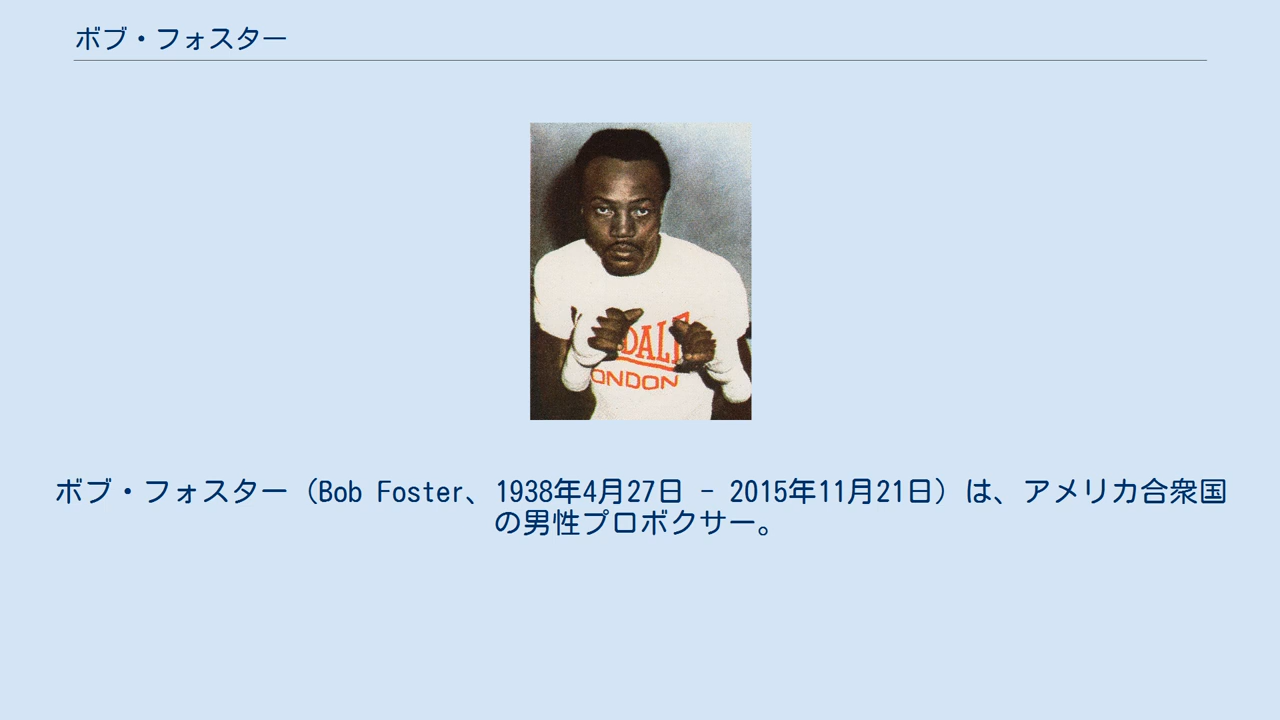 ボブ・フォスター
DALE
ONDON
ボブ・フォスター（Bob Foster、1938年4月27日 - 2015年11月21日）は、アメリカ合衆国
の男性プロボクサー。